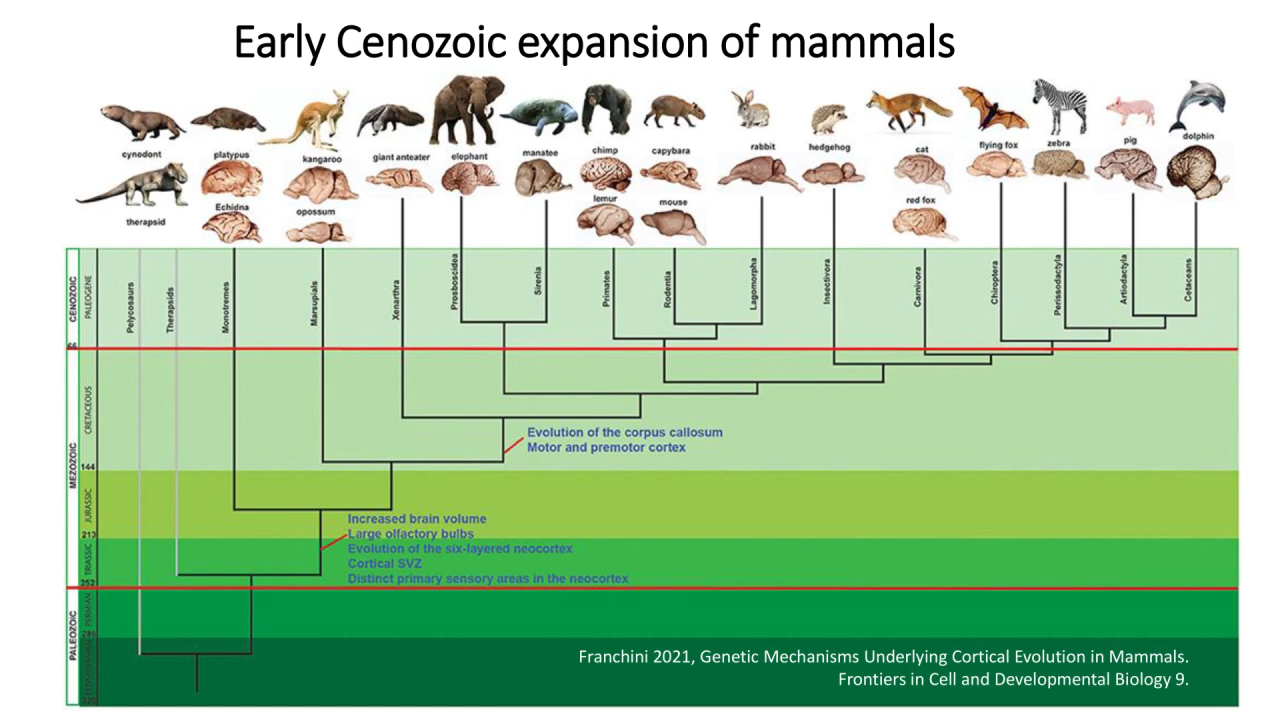 Early Cenozoic expansion of mammals
cynodont
platypus
kangaroo
giant anteater
elephant
manatee
chimp
capybara
rabbit
hedgehog
cat
flying fox
zebra
pig
dolphin
therapsid
Echidna
opossum
lemur
mouse
red fox
CENOZOIC
PALEOGENE
Pelycosaurs
Therapsids
Monotremes
Marsupials
Xenarthra
Prosboscidea
Sirenia
Primates
Rodentia
Lagomorpha
Insectivora
Carnivora
Chiroptera
Perissodactyla
Artiodactyla
Cetaceans
66
MEZOZOIC
CRETACEOUS
Evolution of the corpus callosum
Motor and premotor cortex
144
JURASSIC
Increased brain volume
Large olfactory bulbs
213
Evolution of the six-layered neocortex
TRIASSIC
Cortical SVZ
Distinct primary sensory areas in the neocortex
252
PALEOZOIC
PERMIAN
286
PENNSYLVANIAN
320
Franchini 2021, Genetic Mechanisms Underlying Cortical Evolution in Mammals.
Frontiers in Cell and Developmental Biology 9.